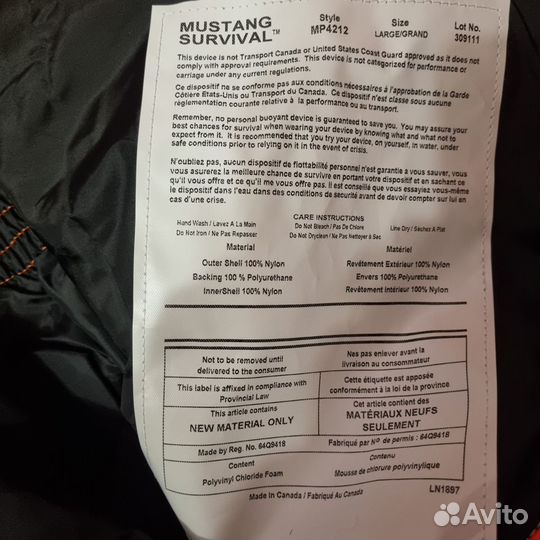 MUSTANG SURVIVAL™
Style
MP4212
Size
LARGE/GRAND
Lot No.
309111
This device is not Transport Canada or United States Coast Guard approved as it does not
comply with approval requirements. This device is not categorized for performance or
carriage under any current regulations.
Ce dispositif ne se conforme pas aux conditions nécessaires à l'approbation de la Garde
Côtière États-Unis ou Transport du Canada. Ce dispositif n'est classe sous aucune
règlementation courante relative à la performance ou au transport.
Remember, no personal buoyant device is guaranteed to save you. You may assure your
best chances for survival when wearing your device by knowing what and what not to
expect from it. It is recommended that you try your device, on yourself, in water, under
safe conditions prior to relying on it in the event of crisis.
N'oubliez pas, aucun dispositif de flottabilité personnel n'est garanti à vous sauver, vous
vous assurerez la meilleure chance de survivre en portant votre dispositif et en sachant ce
qu'il vous offre et ce qu'il ne vous offre pas. Il est conseillé que vous essayiez vous-même
le dispositif dans l'eau dans des conditions de sécurité avant de devoir compter sur lui en
cas d'une crise.
CARE INSTRUCTIONS
Hand Wash / Lavez A La Main
Do Not Bleach / Pas De Chlore
Line Dry / Séchez A Plat
Do Not Iron / Ne Pas Repasser
Do Not Dryclean / Ne Pas Nettoyer à Sec
Material
Matériel
Outer Shell 100% Nylon
Revêtement Extérieur 100% Nylon
Backing 100 % Polyurethane
Envers 100% Polyurethane
InnerShell 100% Nylon
Revêtement Intérieur 100% Nylon
Not to be removed until
delivered to the consumer
Nes pas enlever avant la
livraison au consommateur
This label is affixed in compliance with
Provincial Law
Cette étiquette est apposée
conformément à la loi de la province
This article contains
NEW MATERIAL ONLY
Cet article contient des
MATÉRIAUX NEUFS
SEULEMENT
Made by Reg. No. 64Q9418
Fabriqué par Nº de permis : 64Q9418
Content
Polyvinyl Chloride Foam
Contenu
Mousse de chlorure polyvinylique
Made In Canada / Fabriqué Au Canada
LN1897
Avito